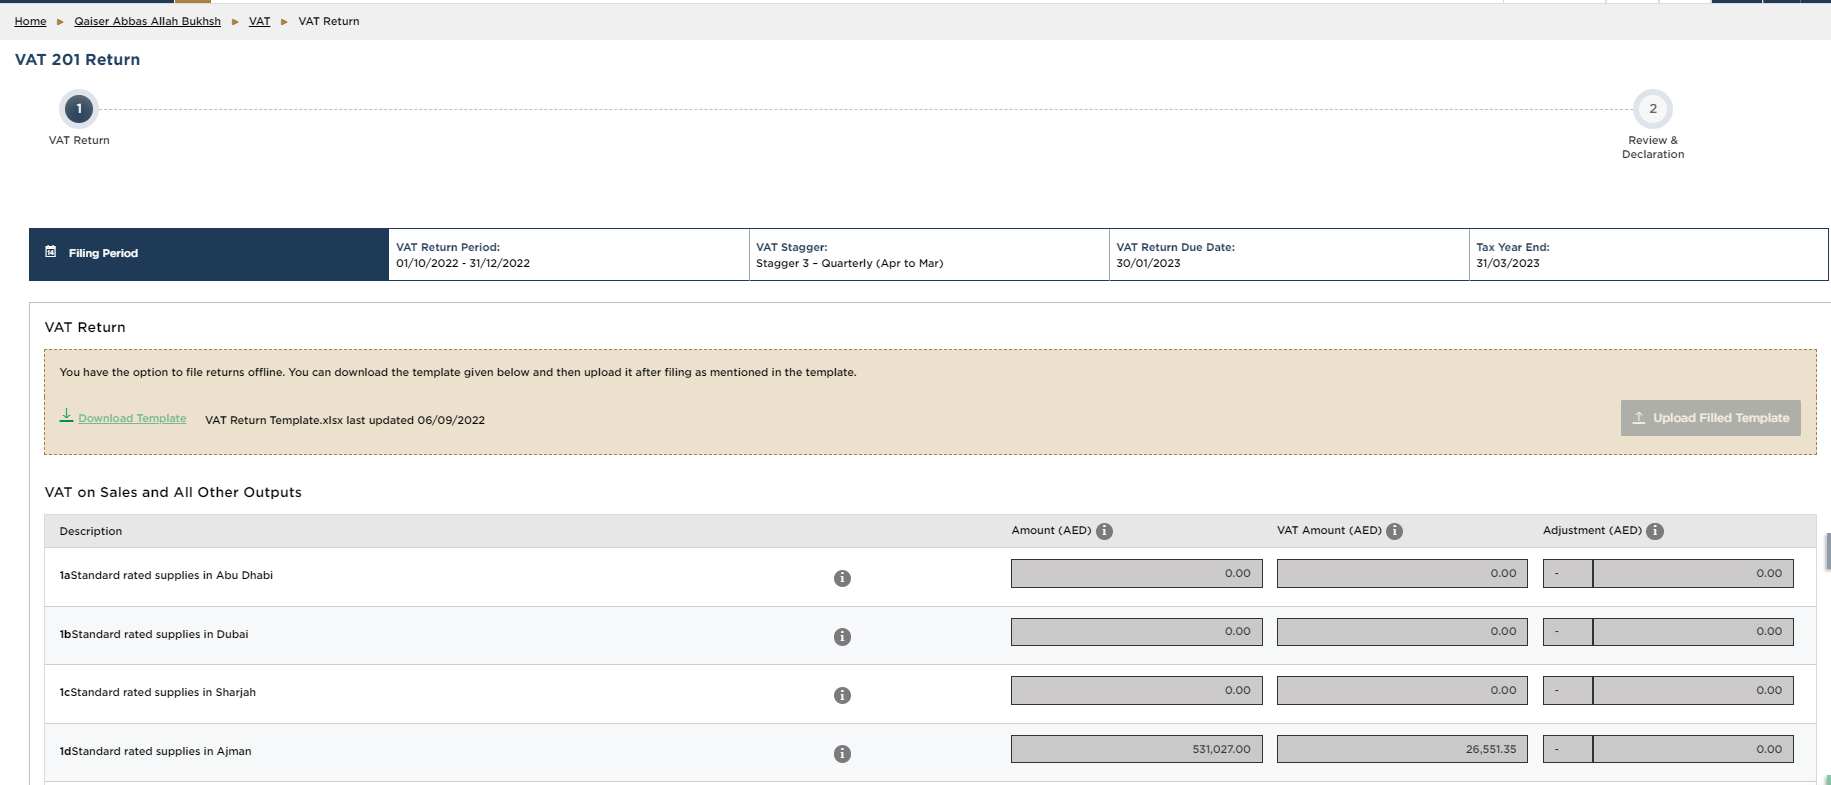 Home ▸ Qaiser Abbas Allah Bukhsh ▸ VAT ▸ VAT Return
VAT 201 Return
1
VAT Return
2
Review &
Declaration
Filing Period
VAT Return Period:
01/10/2022 - 31/12/2022
VAT Stagger:
Stagger 3 – Quarterly (Apr to Mar)
VAT Return Due Date:
30/01/2023
Tax Year End:
31/03/2023
VAT Return
You have the option to file returns offline. You can download the template given below and then upload it after filing as mentioned in the template.
Download Template VAT Return Template.xlsx last updated 06/09/2022 Upload Filled Template
VAT on Sales and All Other Outputs
Description Amount (AED) i VAT Amount (AED) i Adjustment (AED) i
1aStandard rated supplies in Abu Dhabi i 0.00 0.00 - 0.00
1bStandard rated supplies in Dubai i 0.00 0.00 - 0.00
1cStandard rated supplies in Sharjah i 0.00 0.00 - 0.00
1dStandard rated supplies in Ajman i 531,027.00 26,551.35 - 0.00